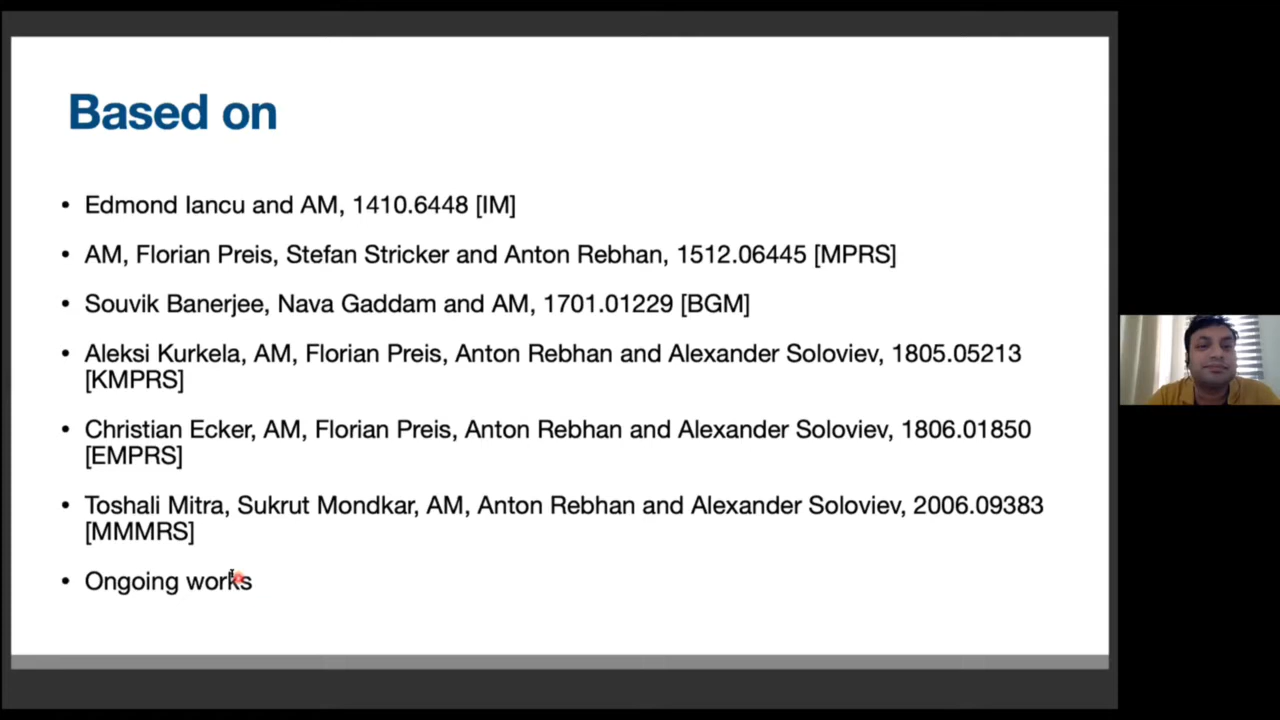 Based on
• Edmond Iancu and AM, 1410.6448 [IM]
• AM, Florian Preis, Stefan Stricker and Anton Rebhan, 1512.06445 [MPRS]
• Souvik Banerjee, Nava Gaddam and AM, 1701.01229 [BGM]
• Aleksi Kurkela, AM, Florian Preis, Anton Rebhan and Alexander Soloviev, 1805.05213
[KMPRS]
• Christian Ecker, AM, Florian Preis, Anton Rebhan and Alexander Soloviev, 1806.01850
[EMPRS]
• Toshali Mitra, Sukrut Mondkar, AM, Anton Rebhan and Alexander Soloviev, 2006.09383
[MMMRS]
• Ongoing works